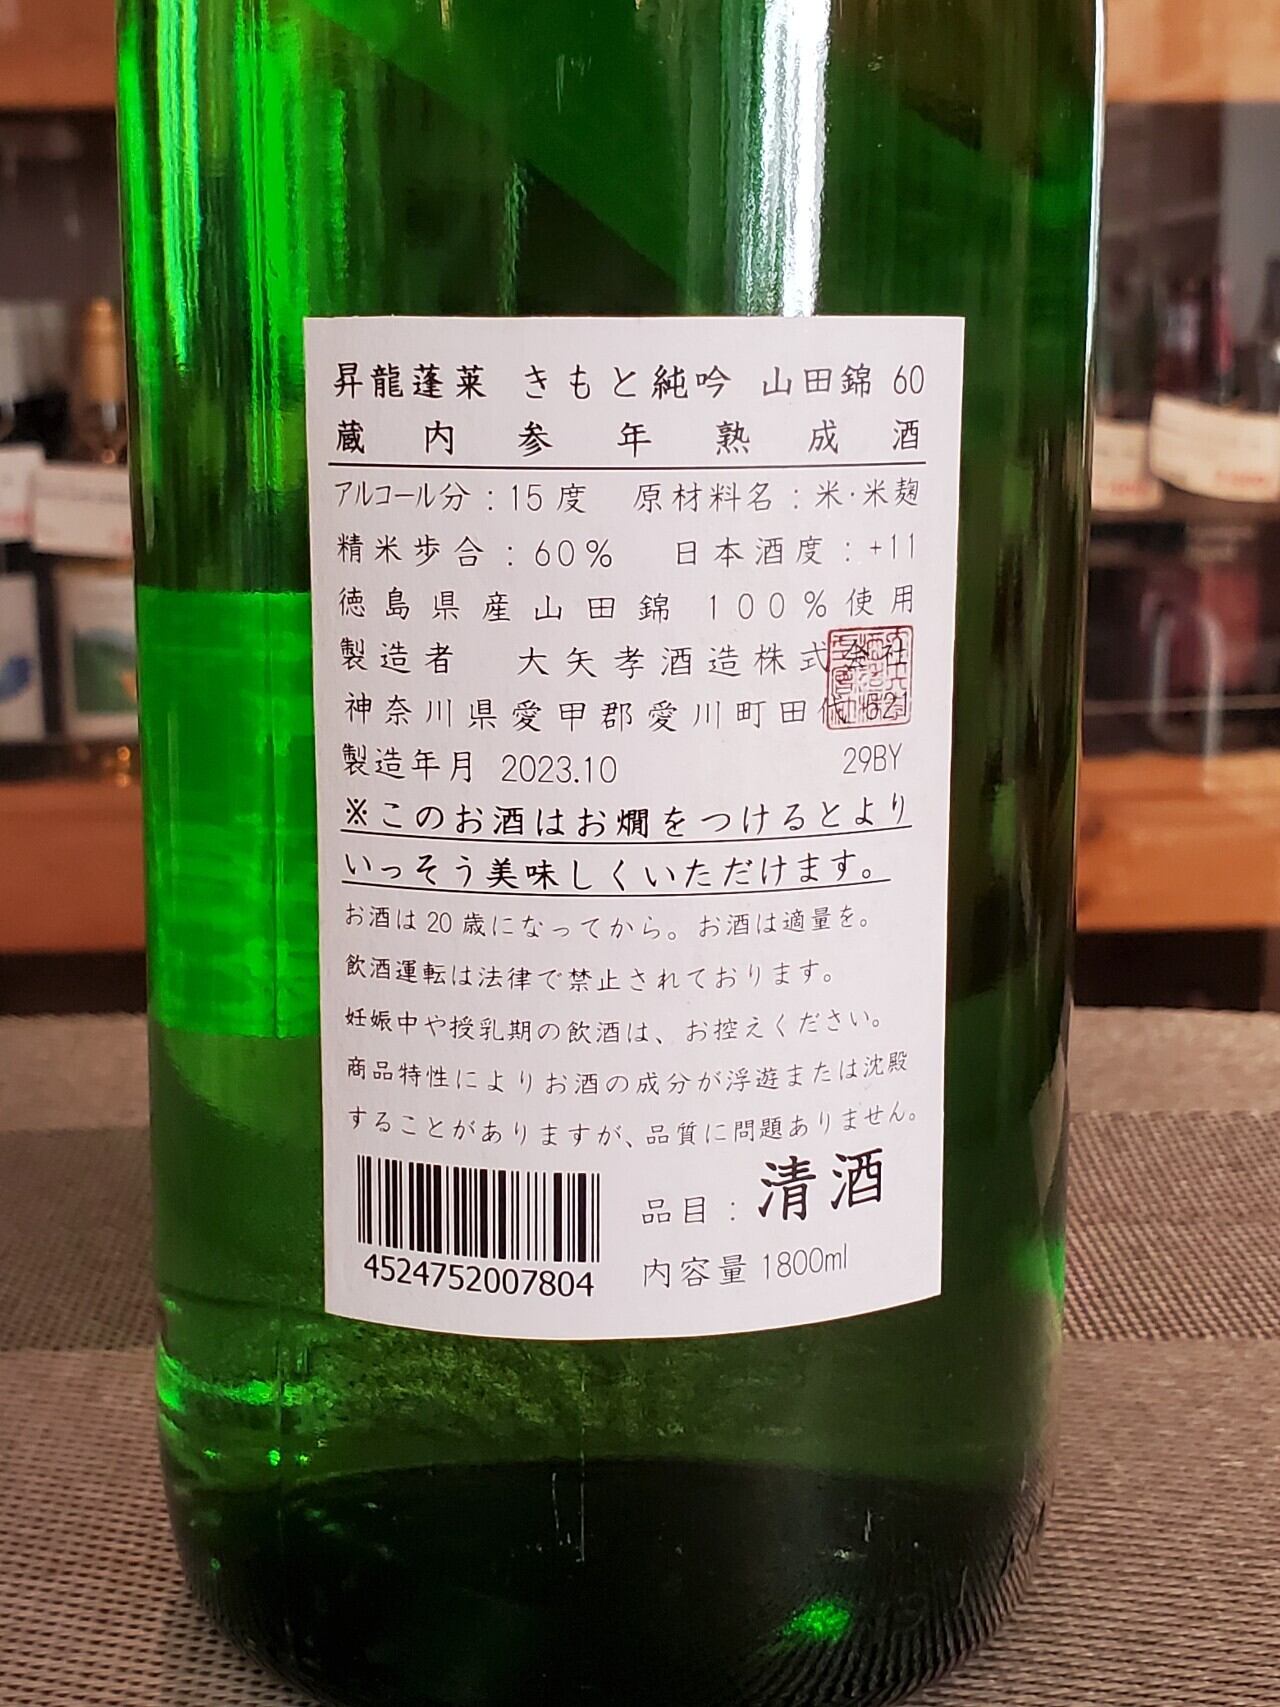 昇龍蓬莱 きもと純吟 山田錦 60
蔵内参年熟成酒
アルコール分:15度 原材料名:米・米麹
精米歩合:60% 日本酒度:+11
徳島県産山田錦 100%使用
製造者 大矢孝酒造株式会社
神奈川県愛甲郡愛川町田代
製造年月 2023.10 29BY
※このお酒はお燗をつけるとより
いっそう美味しくいただけます。
お酒は20歳になってから。お酒は適量を。
飲酒運転は法律で禁止されております。
妊娠中や授乳期の飲酒は、お控えください。
商品特性によりお酒の成分が浮遊または沈殿
することがありますが、品質に問題ありません。
4524752007804
品目:清酒
内容量 1800ml